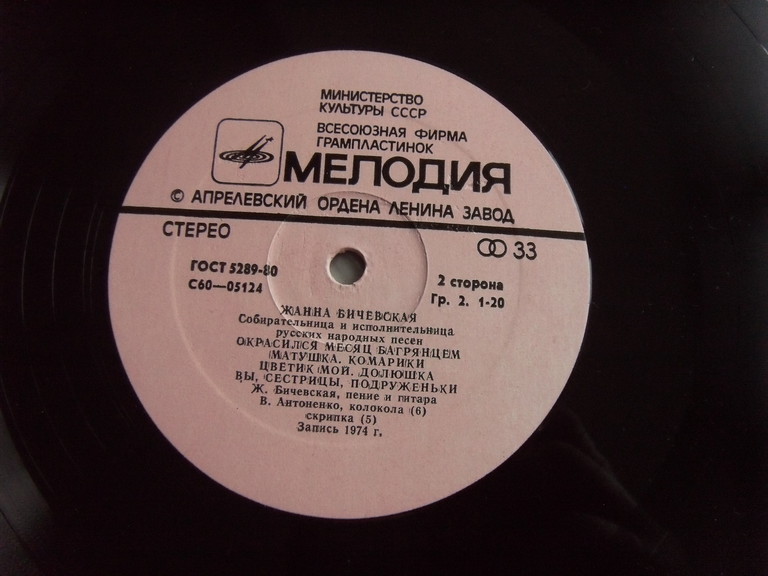 МИНИСТЕРСТВО
КУЛЬТУРЫ СССР
ВСЕСОЮЗНАЯ ФИРМА
ГРАМПЛАСТИНОК
МЕЛОДИЯ
© АПРЕЛЕВСКИЙ ОРДЕНА ЛЕНИНА ЗАВОД
СТЕРЕО
33
ГОСТ 5289-80
С60—05124
2 сторона
Гр. 2. 1-20
ЖАННА БИЧЕВСКАЯ
Собирательница и исполнительница
русских народных песен
ОКРАСИЛСЯ МЕСЯЦ БАГРЯНЦЕМ
МАТУШКА. КОМАРИКИ
ЦВЕТИК МОЙ. ДОЛЮШКА
ВЫ, СЕСТРИЦЫ, ПОДРУЖЕНЬКИ
Ж. Бичевская, пение и гитара
В. Антоненко, колокола (6)
скрипка (5)
Запись 1974 г.